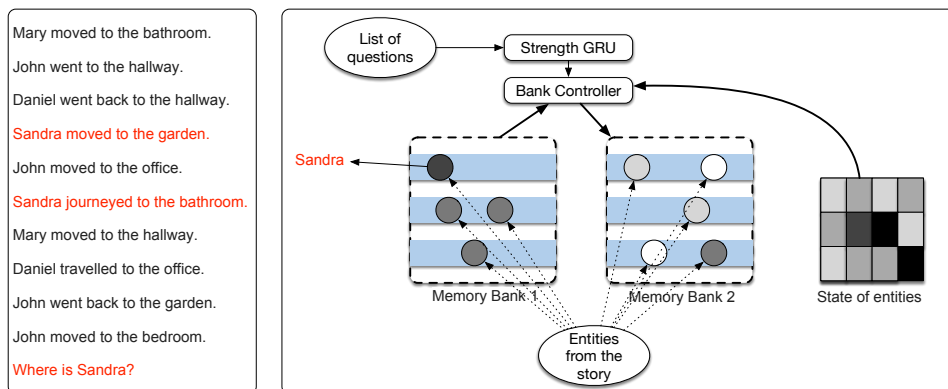 Mary moved to the bathroom.
John went to the hallway.
Daniel went back to the hallway.
Sandra moved to the garden.
John moved to the office.
Sandra journeyed to the bathroom.
Mary moved to the hallway.
Daniel travelled to the office.
John went back to the garden.
John moved to the bedroom.
Where is Sandra?
List of
questions
Strength GRU
Bank Controller
Sandra
Memory Bank 1
Memory Bank 2
State of entities
Entities
from the
story